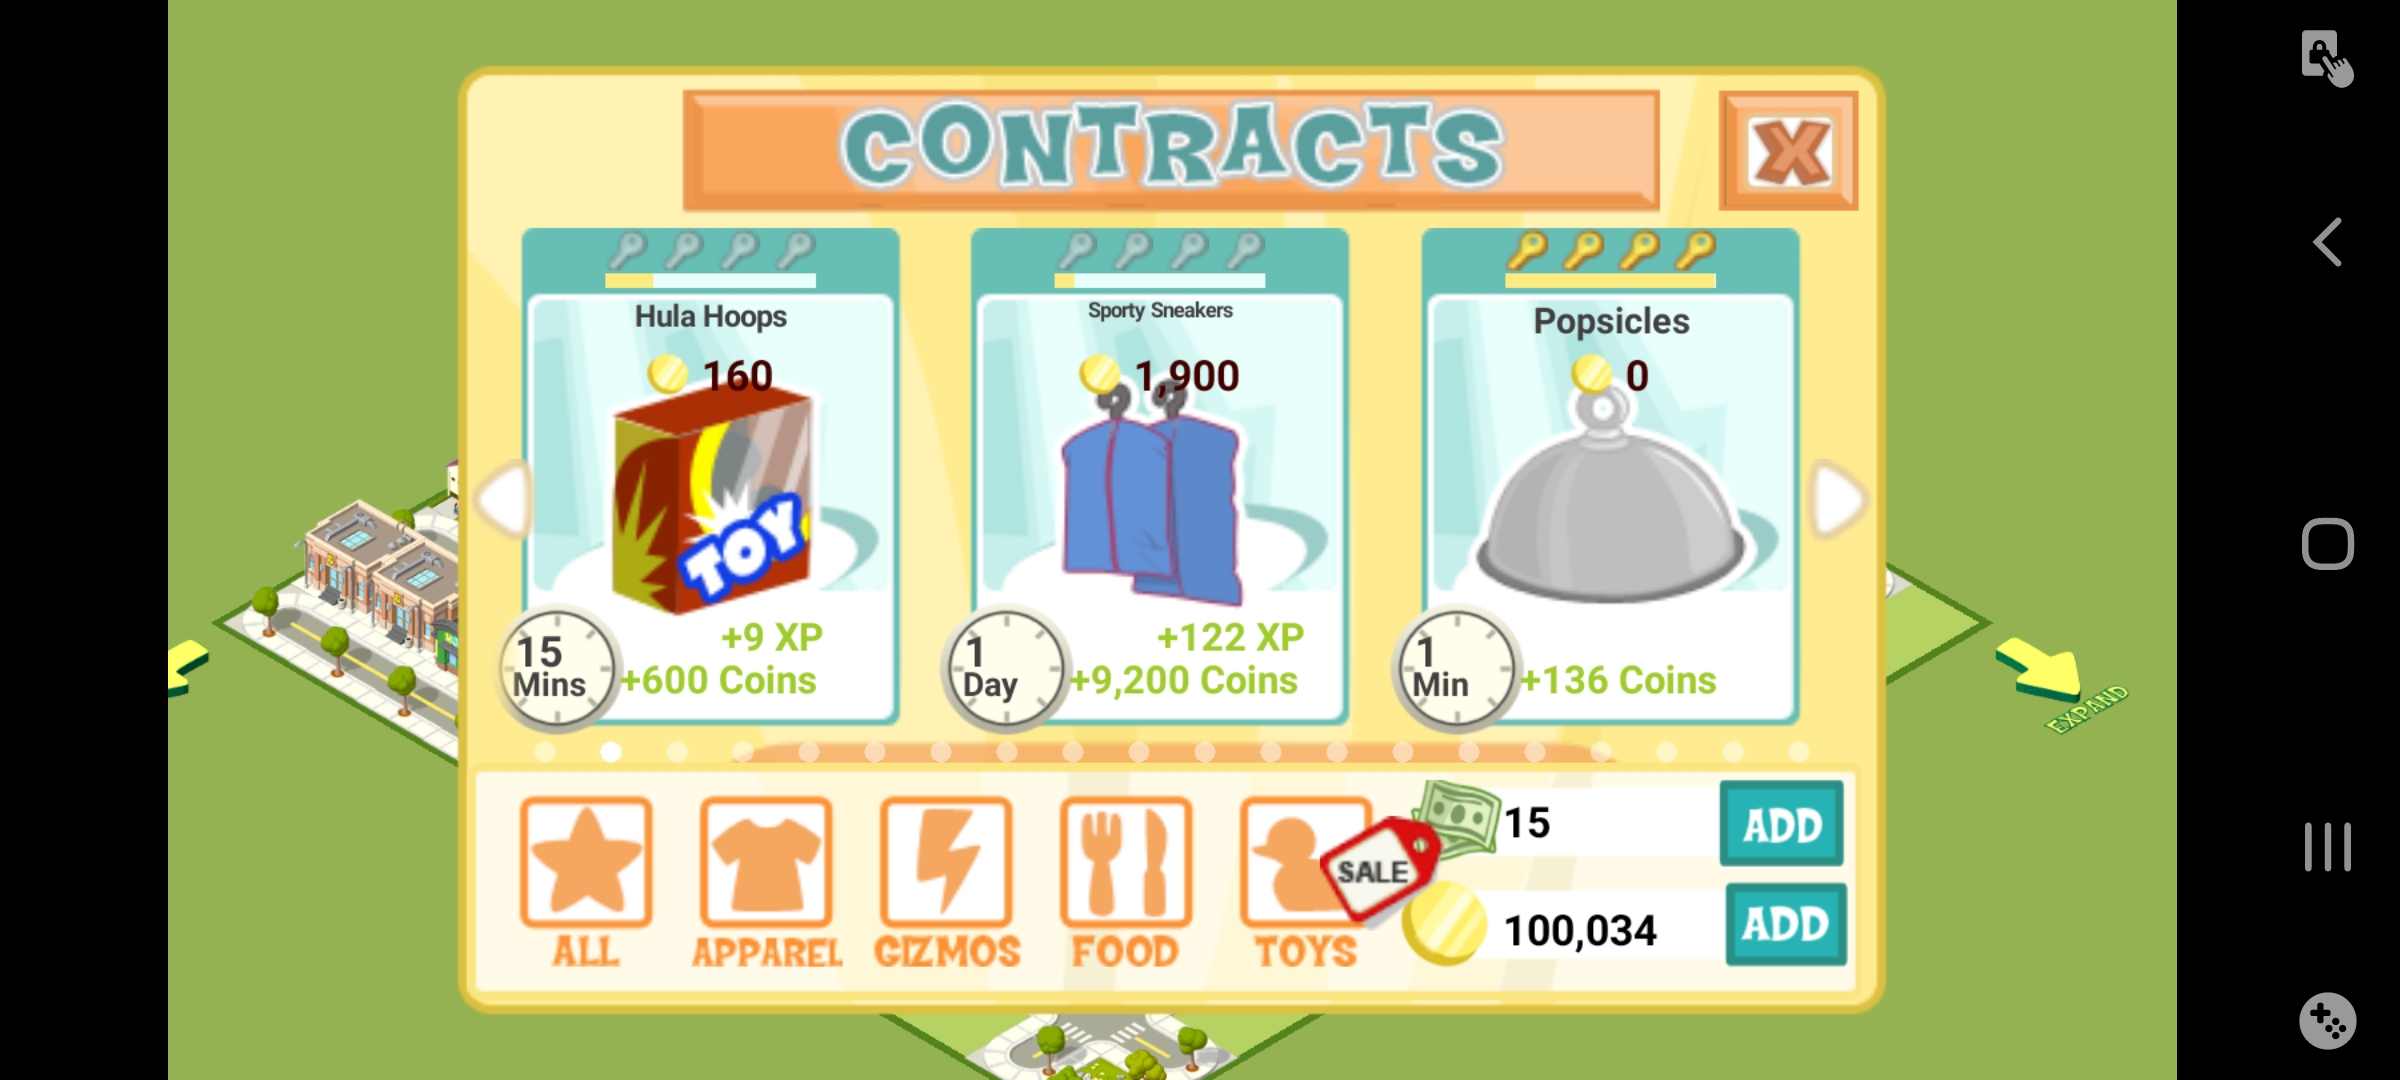 CONTRACTS
X
Hula Hoops
160
TOY
15
Mins
+9 XP
+600 Coins
Sporty Sneakers
1,900
1
Day
+122 XP
+9,200 Coins
Popsicles
0
1
Min
+136 Coins
EXPAND
ALL
APPAREL
GIZMOS
FOOD
TOYS
SALE
15
ADD
100,034
ADD